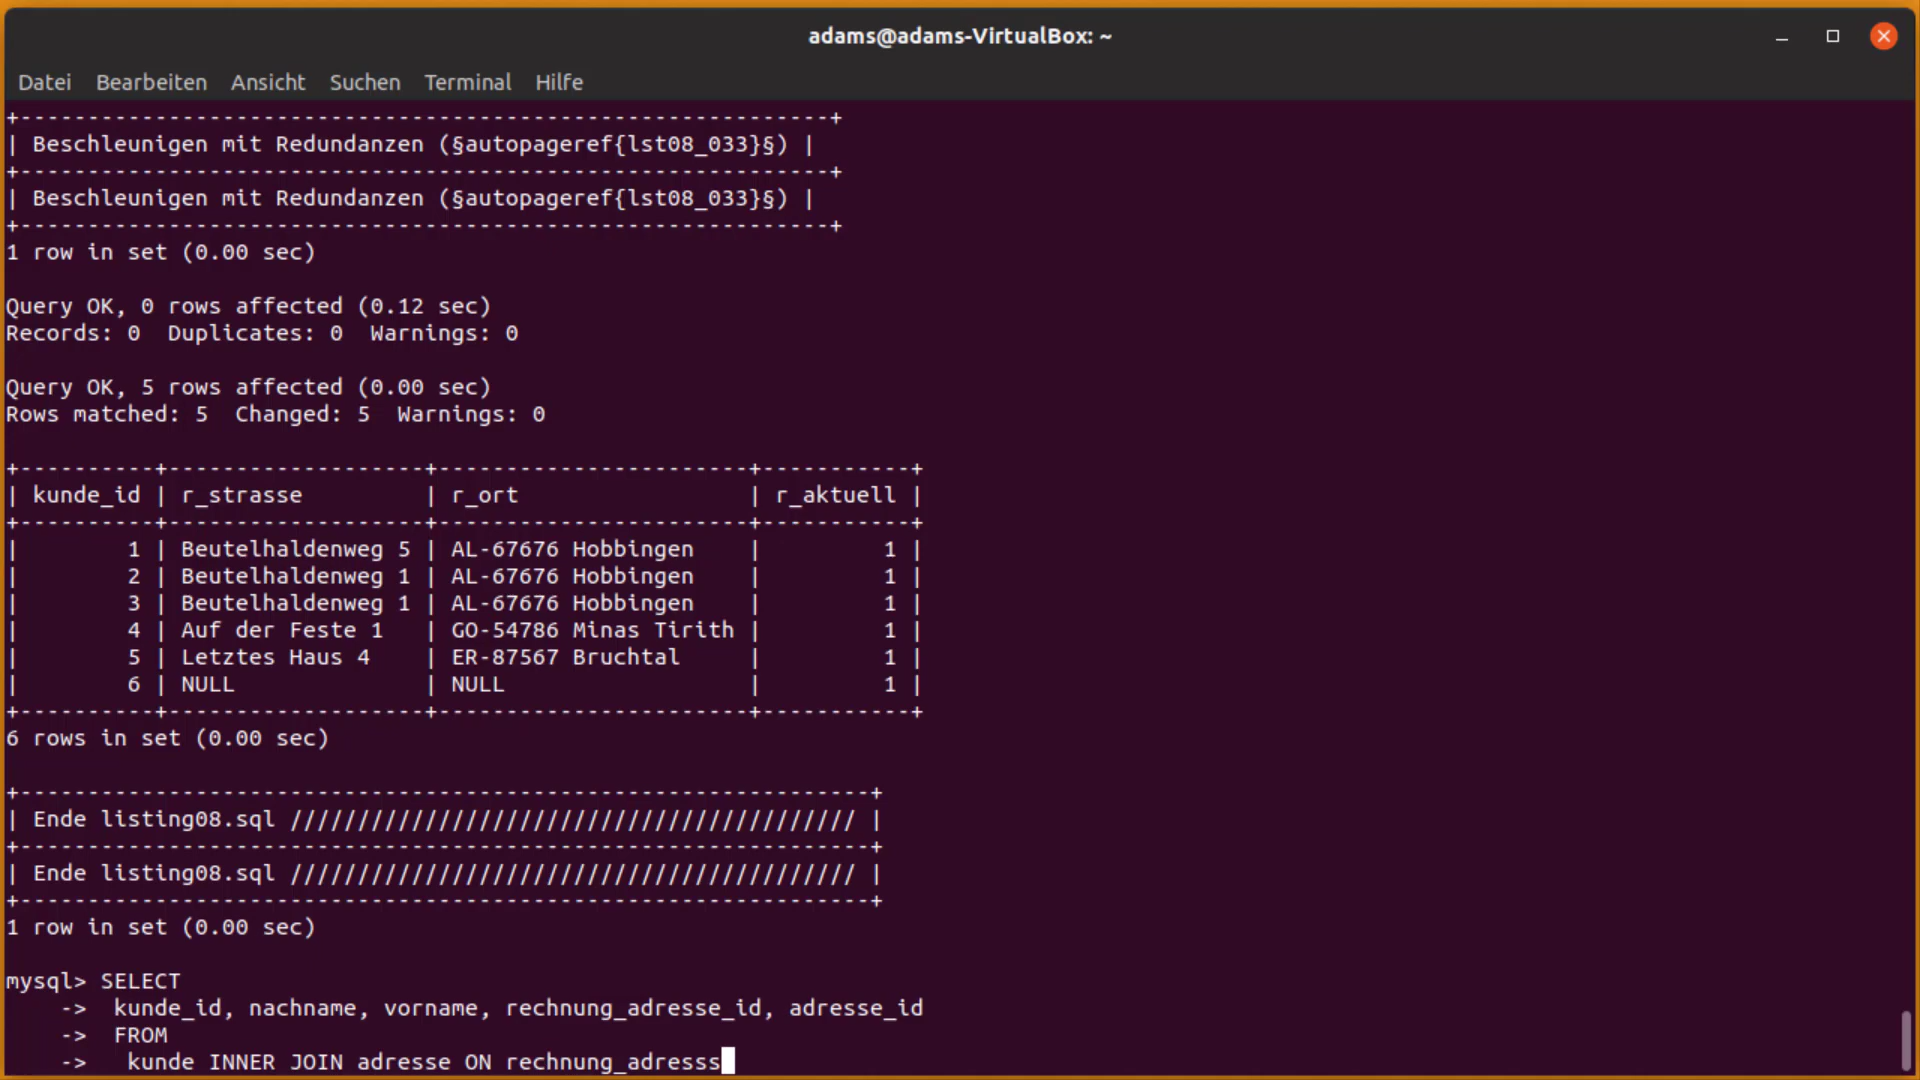 adams@adams-VirtualBox: ~
Datei Bearbeiten Ansicht Suchen Terminal Hilfe
+------------------------------------------------------------+
| Beschleunigen mit Redundanzen (§autopageref{lst08_033}§) |
+------------------------------------------------------------+
| Beschleunigen mit Redundanzen (§autopageref{lst08_033}§) |
+------------------------------------------------------------+
1 row in set (0.00 sec)
Query OK, 0 rows affected (0.12 sec)
Records: 0  Duplicates: 0  Warnings: 0
Query OK, 5 rows affected (0.00 sec)
Rows matched: 5  Changed: 5  Warnings: 0
+----------+-------------------+-----------------------+-----------+
| kunde_id | r_strasse         | r_ort                 | r_aktuell |
+----------+-------------------+-----------------------+-----------+
|        1 | Beutelhaldenweg 5 | AL-67676 Hobbingen    |         1 |
|        2 | Beutelhaldenweg 1 | AL-67676 Hobbingen    |         1 |
|        3 | Beutelhaldenweg 1 | AL-67676 Hobbingen    |         1 |
|        4 | Auf der Feste 1   | GO-54786 Minas Tirith |         1 |
|        5 | Letztes Haus 4    | ER-87567 Bruchtal     |         1 |
|        6 | NULL              | NULL                  |         1 |
+----------+-------------------+-----------------------+-----------+
6 rows in set (0.00 sec)
+---------------------------------------------------------------+
| Ende listing08.sql ////////////////////////////////////////// |
+---------------------------------------------------------------+
| Ende listing08.sql ////////////////////////////////////////// |
+---------------------------------------------------------------+
1 row in set (0.00 sec)
mysql> SELECT
    ->  kunde_id, nachname, vorname, rechnung_adresse_id, adresse_id
    ->  FROM
    ->   kunde INNER JOIN adresse ON rechnung_adresss